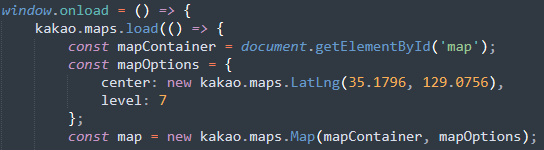 window.onload = () => {
kakao.maps.load(() => {
const mapContainer = document.getElementById('map');
const mapOptions = {
center: new kakao.maps.LatLng(35.1796, 129.0756),
level: 7
};
const map = new kakao.maps.Map(mapContainer, mapOptions);